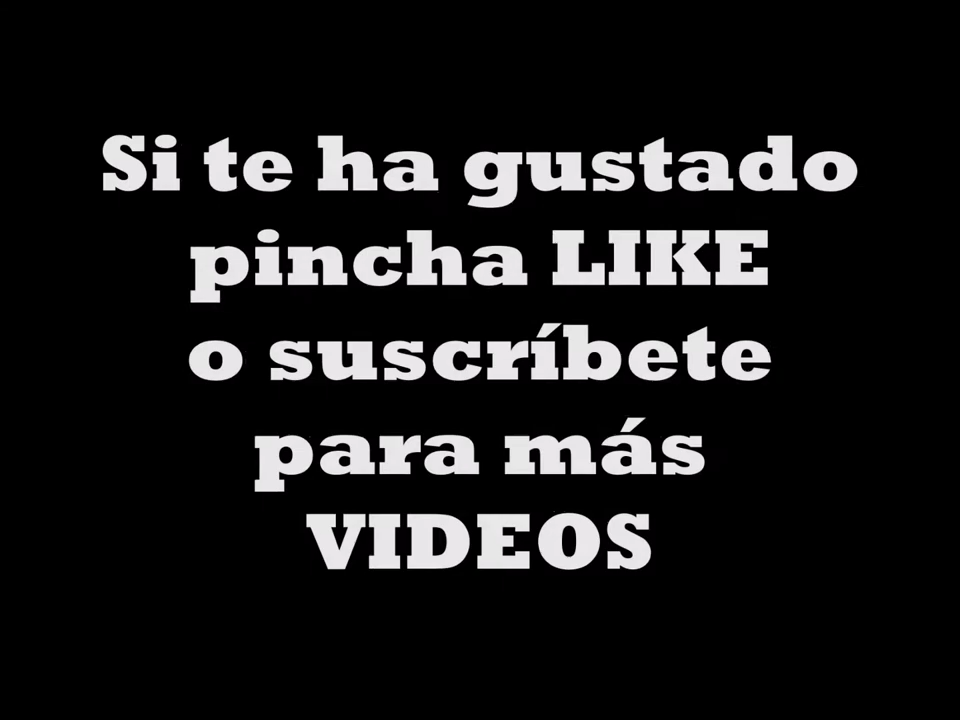 Si te ha gustado
pincha LIKE
o suscríbete
para más
VIDEOS